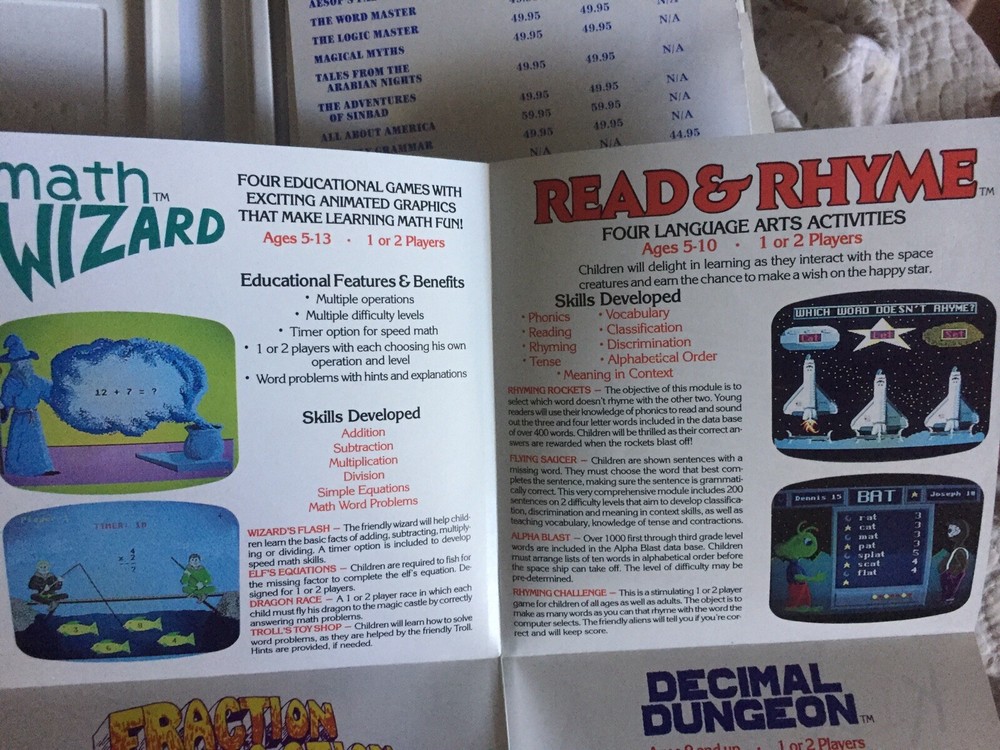 THE WORD MASTER 49.95 49.95 N/A
THE LOGIC MASTER 49.95 49.95
MAGICAL MYTHS N/A
TALES FROM THE
ARABIAN NIGHTS 49.95 49.95 N/A
THE ADVENTURES
OF SINBAD 59.95 59.95 N/A
ALL ABOUT AMERICA 49.95 49.95 N/A
GRAMMAR N/A N/A 44.95
math™
WIZARD
FOUR EDUCATIONAL GAMES WITH
EXCITING ANIMATED GRAPHICS
THAT MAKE LEARNING MATH FUN!
Ages 5-13 · 1 or 2 Players
Educational Features & Benefits
• Multiple operations
• Multiple difficulty levels
• Timer option for speed math
• 1 or 2 players with each choosing his own
operation and level
• Word problems with hints and explanations
Skills Developed
Addition
Subtraction
Multiplication
Division
Simple Equations
Math Word Problems
WIZARD'S FLASH — The friendly wizard will help child-
ren learn the basic facts of adding, subtracting, multiply-
ing or dividing. A timer option is included to develop
speed math skills.
ELF'S EQUATIONS — Children are required to fish for
the missing factor to complete the elf's equation. De-
signed for 1 or 2 players.
DRAGON RACE — A 1 or 2 player race in which each
child must fly his dragon to the magic castle by correctly
answering math problems.
TROLL'S TOY SHOP — Children will learn how to solve
word problems, as they are helped by the friendly Troll.
Hints are provided, if needed.
12 + 7 = ?
TIMER: 10
4
×
7
6
4
FRACTION
READ & RHYME™
FOUR LANGUAGE ARTS ACTIVITIES
Ages 5-10 · 1 or 2 Players
Children will delight in learning as they interact with the space
creatures and earn the chance to make a wish on the happy star.
Skills Developed
• Phonics • Vocabulary
• Reading • Classification
• Rhyming • Discrimination
• Tense • Alphabetical Order
• Meaning in Context
RHYMING ROCKETS — The objective of this module is to
select which word doesn't rhyme with the other two. Young
readers will use their knowledge of phonics to read and sound
out the three and four letter words included in the data base
of over 400 words. Children will be thrilled as their correct an-
swers are rewarded when the rockets blast off!
FLYING SAUCER — Children are shown sentences with a
missing word. They must choose the word that best com-
pletes the sentence, making sure the sentence is grammati-
cally correct. This very comprehensive module includes 200
sentences on 2 difficulty levels that aim to develop classifica-
tion, discrimination and meaning in context skills, as well as
teaching vocabulary, knowledge of tense and contractions.
ALPHA BLAST — Over 1000 first through third grade level
words are included in the Alpha Blast data base. Children
must arrange lists of ten words in alphabetical order before
the space ship can take off. The level of difficulty may be
pre-determined.
RHYMING CHALLENGE — This is a stimulating 1 or 2 player
game for children of all ages as well as adults. The object is to
make as many words as you can that rhyme with the word the
computer selects. The friendly aliens will tell you if you're cor-
rect and will keep score.
WHICH WORD DOESN'T RHYME?
Dennis 15 BAT Joseph 10
rat 3
cat 3
mat 3
pat 3
splat 5
scat 4
flat 4
DECIMAL
DUNGEON™
1 or 2 Players